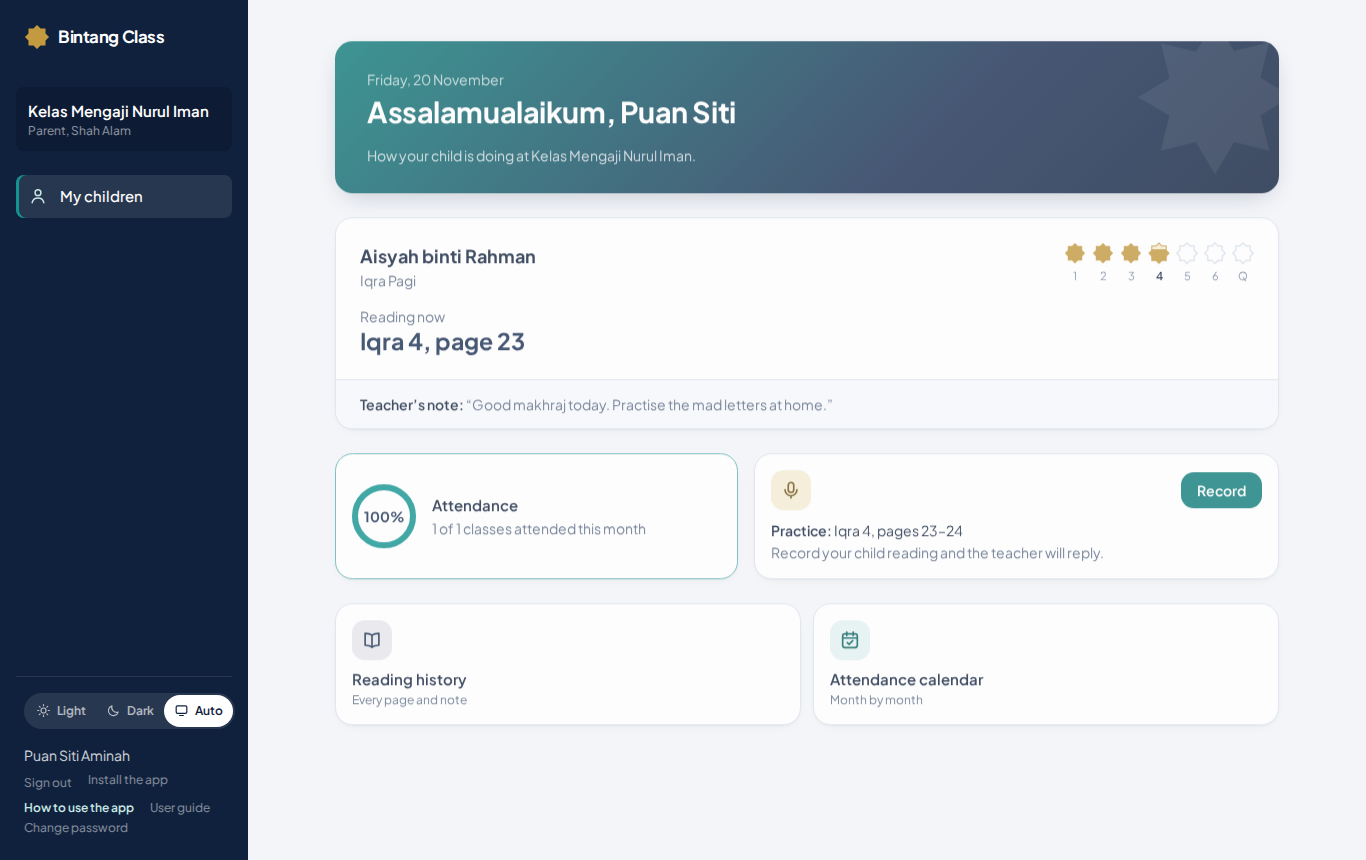 Bintang Class
Kelas Mengaji Nurul Iman
Parent, Shah Alam
My children
Light Dark Auto
Puan Siti Aminah
Sign out Install the app
How to use the app User guide
Change password
Friday, 20 November
Assalamualaikum, Puan Siti
How your child is doing at Kelas Mengaji Nurul Iman.
Aisyah binti Rahman
Iqra Pagi
1 2 3 4 5 6 Q
Reading now
Iqra 4, page 23
Teacher’s note: “Good makhraj today. Practise the mad letters at home.”
100%
Attendance
1 of 1 classes attended this month
Record
Practice: Iqra 4, pages 23–24
Record your child reading and the teacher will reply.
Reading history
Every page and note
Attendance calendar
Month by month